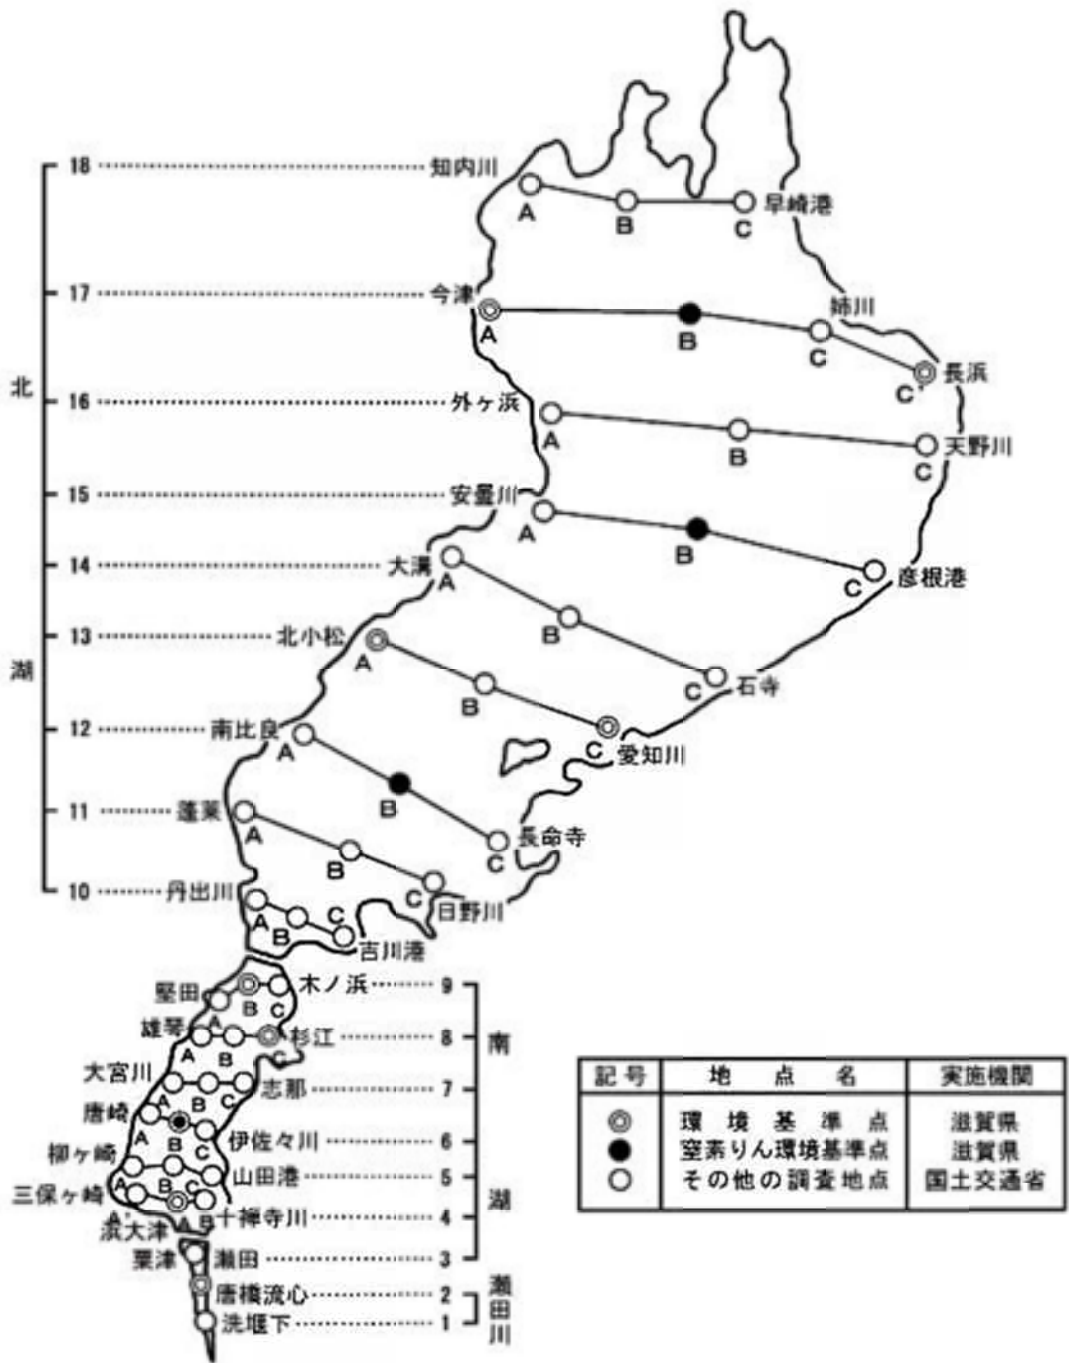 18 知内川
A B C 早崎港
17 今津
A B C 姉川
C' 長浜
16 外ヶ浜
A B C 天野川
15 安曇川
A B C 彦根港
14 大溝
A B C 石寺
13 北小松
A B C 愛知川
12 南比良
A B C 長命寺
11 蓬莱
A B C 日野川
10 丹出川
A B C 吉川港
北
湖
堅田 A B C 木ノ浜 9
雄琴 A B C 杉江 8
大宮川 A B C 志那 7
唐崎 A B C 伊佐々川 6
柳ヶ崎 A B C 山田港 5
三保ヶ崎 A' A B 十禅寺川 4
浜大津
粟津 瀬田 3
唐橋流心 2
洗堰下 1
南
湖
瀬
田
川
記号 地点名 実施機関
◎ 環境基準点 滋賀県
● 窒素りん環境基準点 滋賀県
○ その他の調査地点 国土交通省